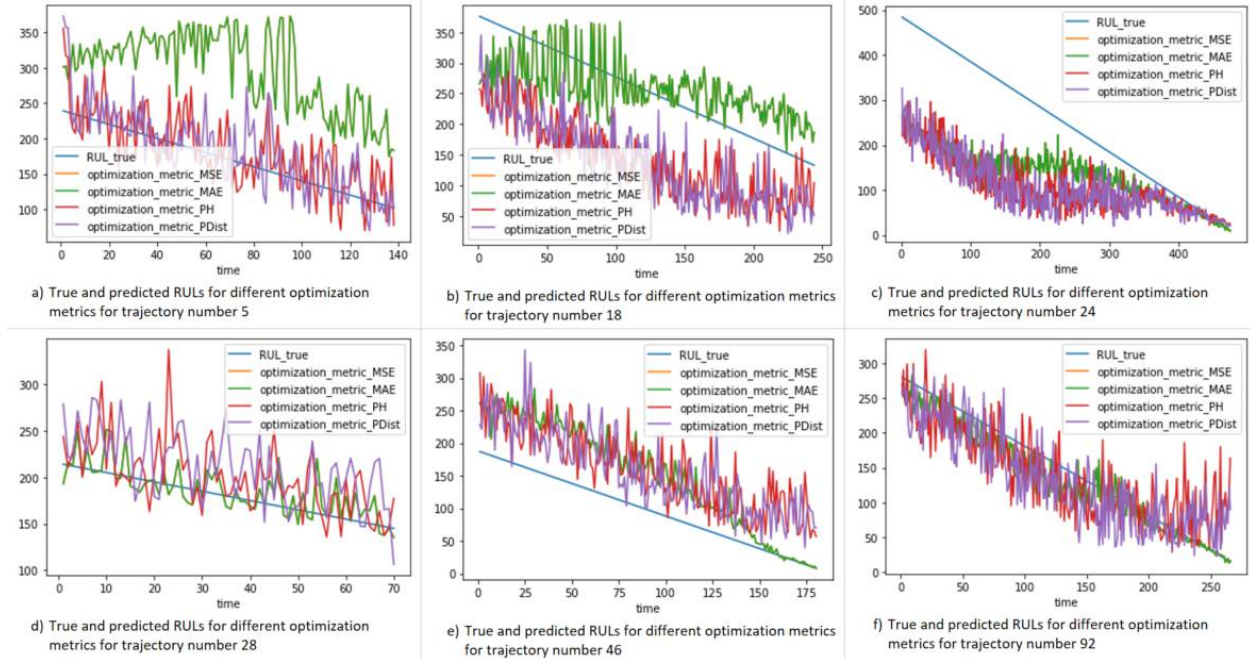 350
300
250
200
150
100
RUL_true
optimization_metric_MSE
optimization_metric_MAE
optimization_metric_PH
optimization_metric_PDist
0 20 40 60 80 100 120 140
time
a) True and predicted RULs for different optimization
metrics for trajectory number 5
350
300
250
200
150
100
50
RUL_true
optimization_metric_MSE
optimization_metric_MAE
optimization_metric_PH
optimization_metric_PDist
0 50 100 150 200 250
time
b) True and predicted RULs for different optimization metrics
for trajectory number 18
500
400
300
200
100
0
RUL_true
optimization_metric_MSE
optimization_metric_MAE
optimization_metric_PH
optimization_metric_PDist
0 100 200 300 400
time
c) True and predicted RULs for different optimization
metrics for trajectory number 24
300
250
200
150
100
RUL_true
optimization_metric_MSE
optimization_metric_MAE
optimization_metric_PH
optimization_metric_PDist
0 10 20 30 40 50 60 70
time
d) True and predicted RULs for different optimization
metrics for trajectory number 28
350
300
250
200
150
100
50
0
RUL_true
optimization_metric_MSE
optimization_metric_MAE
optimization_metric_PH
optimization_metric_PDist
0 25 50 75 100 125 150 175
time
e) True and predicted RULs for different optimization metrics
for trajectory number 46
300
250
200
150
100
50
0
RUL_true
optimization_metric_MSE
optimization_metric_MAE
optimization_metric_PH
optimization_metric_PDist
0 50 100 150 200 250
time
f) True and predicted RULs for different optimization
metrics for trajectory number 92